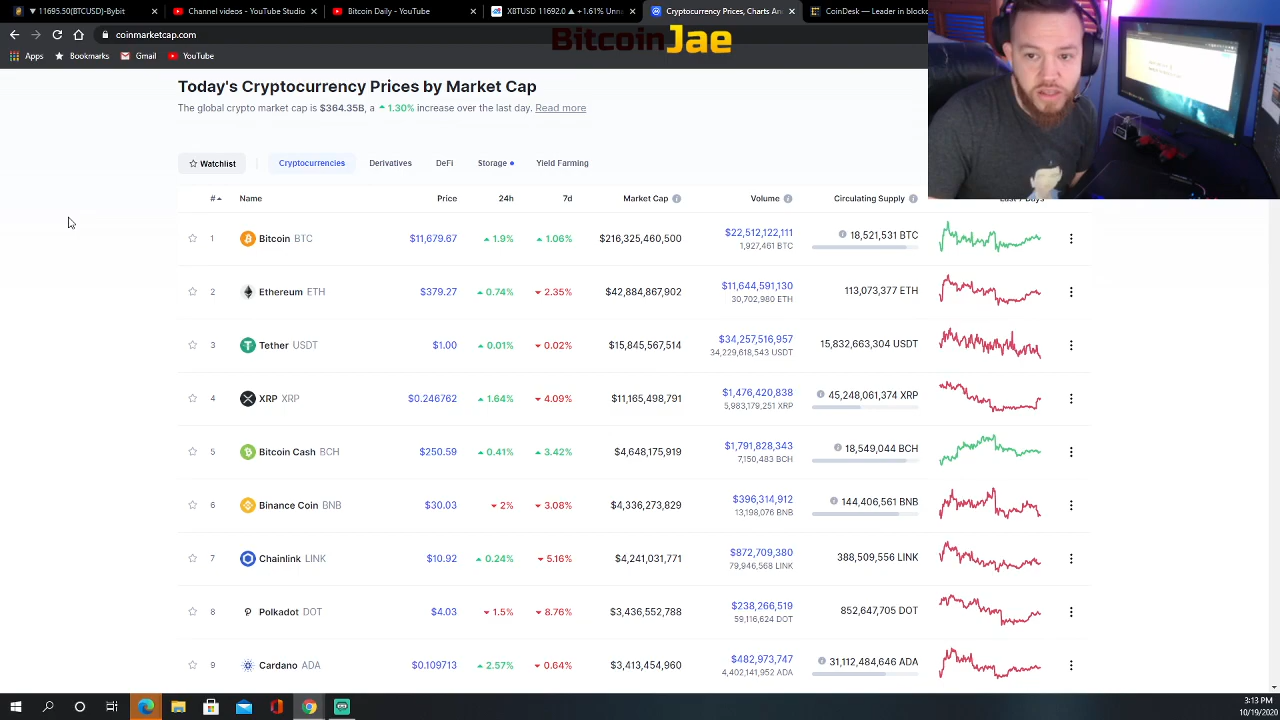 ▼ 11695.50(BTCUSD)-Bybit
Channel videos - YouTube Studio
Bitcoin Daily - YouTube
XBTUSD 11692.0 ▲ +1.61% Unn
Cryptocurrency Prices, Charts A
CoinDesk — Leader in blockc
coinmarketcap.com
BitcoinJae
Apps
Bookmarks
Gmail
YouTube
Today's Cryptocurrency Prices by Market Cap
The global crypto market cap is $364.35B, a 1.30% increase over the last day. Read more
Watchlist Cryptocurrencies Derivatives DeFi Storage Yield Farming
# Name Price 24h 7d Market Cap Volume Circulating Supply Last 7 Days
1 Bitcoin BTC $11,679.67 1.9% 1.06% $216,325,460,500 $22,512,122,111 18,521,531 BTC
1,927,461 BTC
2 Ethereum ETH $379.27 0.74% 2.35% $42,884,867,902 $11,644,591,130 113,073,377 ETH
30,702,980 ETH
3 Tether USDT $1.00 0.01% 0.02% $15,845,567,514 $34,257,516,957 15,832,663,304 USDT
34,229,618,543 USDT
4 XRP XRP $0.246762 1.64% 4.09% $11,165,498,791 $1,476,420,838 45,248,061,374 XRP
5,983,179,251 XRP
5 Bitcoin Cash BCH $250.59 0.41% 3.42% $4,648,175,919 $1,791,828,343 18,549,044 BCH
7,150,483 BCH
6 Binance Coin BNB $30.03 2% 3.08% $4,336,273,829 $396,314,912 144,406,561 BNB
13,198,076 BNB
7 Chainlink LINK $10.92 0.24% 5.16% $4,241,031,771 $872,709,380 388,509,556 LINK
79,946,568 LINK
8 Polkadot DOT $4.03 1.5% 8.76% $3,436,552,788 $238,266,519 852,647,705 DOT
59,116,624 DOT
9 Cardano ADA $0.109713 2.57% 0.64% $3,413,454,960 $482,973,747 31,112,484,646 ADA
4,402,141,952 ADA
3:13 PM
10/19/2020